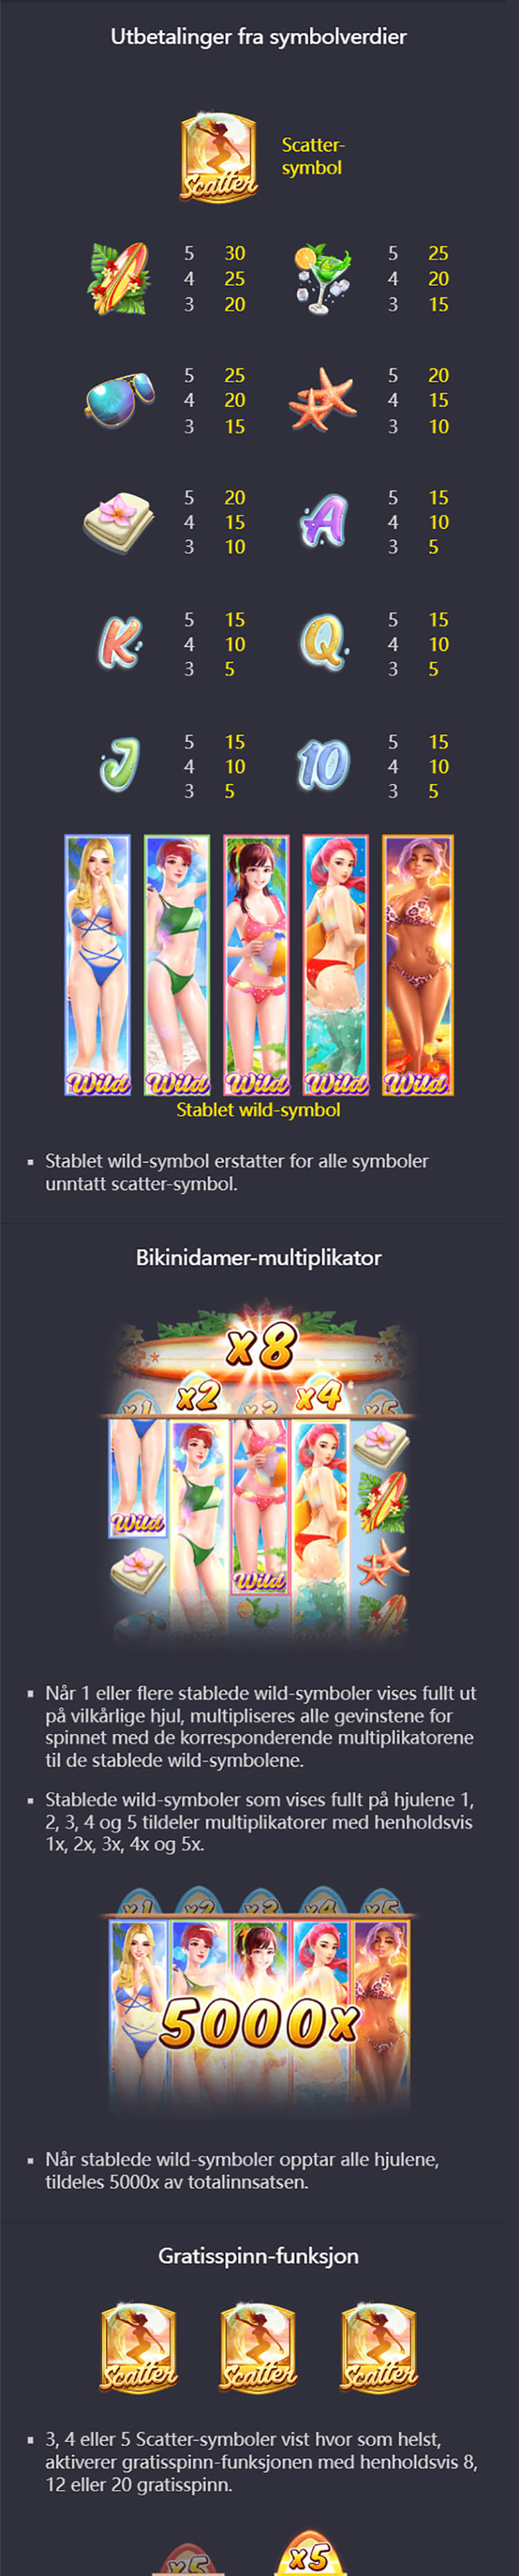 Utbetalinger fra symbolverdier
Scatter
Scatter-
symbol
5 30
4 25
3 20
5 25
4 20
3 15
5 25
4 20
3 15
5 20
4 15
3 10
5 20
4 15
3 10
A
5 15
4 10
3 5
K
5 15
4 10
3 5
Q
5 15
4 10
3 5
J
5 15
4 10
3 5
10
5 15
4 10
3 5
Wild Wild Wild Wild Wild
Stablet wild-symbol
▪ Stablet wild-symbol erstatter for alle symboler
unntatt scatter-symbol.
Bikinidamer-multiplikator
x8
x1 x2 x3 x4 x5
Wild
Wild
▪ Når 1 eller flere stablede wild-symboler vises fullt ut
på vilkårlige hjul, multipliseres alle gevinstene for
spinnet med de korresponderende multiplikatorene
til de stablede wild-symbolene.
▪ Stablede wild-symboler som vises fullt på hjulene 1,
2, 3, 4 og 5 tildeler multiplikatorer med henholdsvis
1x, 2x, 3x, 4x og 5x.
x1 x2 x3 x4 x5
5000x
▪ Når stablede wild-symboler opptar alle hjulene,
tildeles 5000x av totalinnsatsen.
Gratisspinn-funksjon
Scatter Scatter Scatter
▪ 3, 4 eller 5 Scatter-symboler vist hvor som helst,
aktiverer gratisspinn-funksjonen med henholdsvis 8,
12 eller 20 gratisspinn.
x5 x5